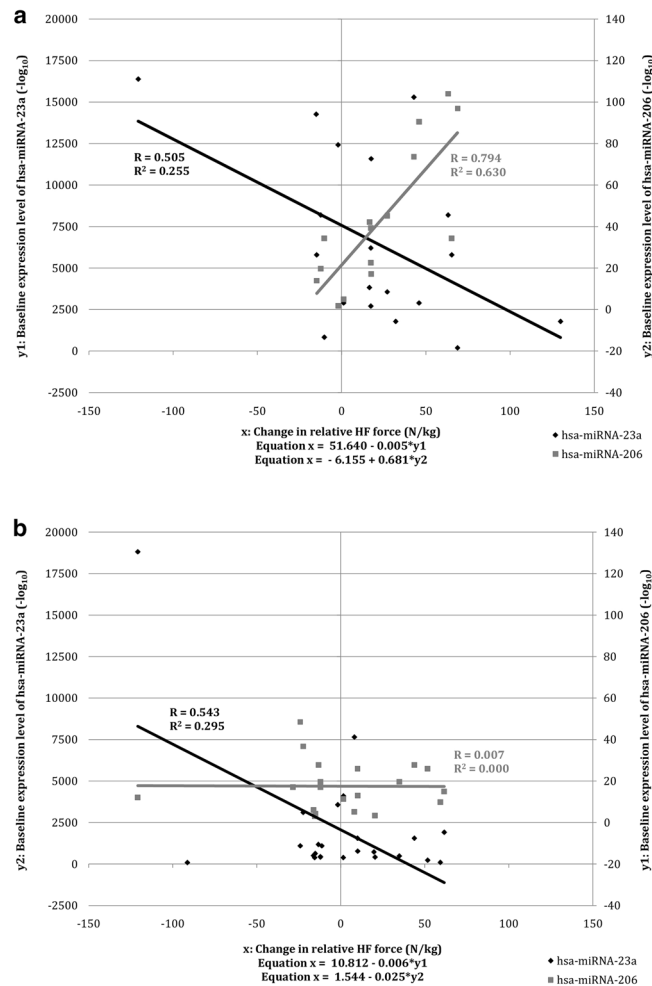 a
y1: Baseline expression level of hsa-miRNA-23a (-log10)
20000
17500
15000
12500
10000
7500
5000
2500
0
-2500
R = 0.505
R² = 0.255
R = 0.794
R² = 0.630
140
120
100
80
60
40
20
0
-20
-40
y2: Baseline expression level of hsa-miRNA-206 (-log10)
-150 -100 -50 0 50 100 150
x: Change in relative HF force (N/kg)
Equation x = 51.640 - 0.005*y1
Equation x = - 6.155 + 0.681*y2
hsa-miRNA-23a
hsa-miRNA-206
b
y2: Baseline expression level of hsa-miRNA-23a (-log10)
20000
17500
15000
12500
10000
7500
5000
2500
0
-2500
R = 0.543
R² = 0.295
R = 0.007
R² = 0.000
140
120
100
80
60
40
20
0
-20
-40
y1: Baseline expression level of hsa-miRNA-206 (-log10)
-150 -100 -50 0 50 100 150
x: Change in relative HF force (N/kg)
Equation x = 10.812 - 0.006*y1
Equation x = 1.544 - 0.025*y2
hsa-miRNA-23a
hsa-miRNA-206